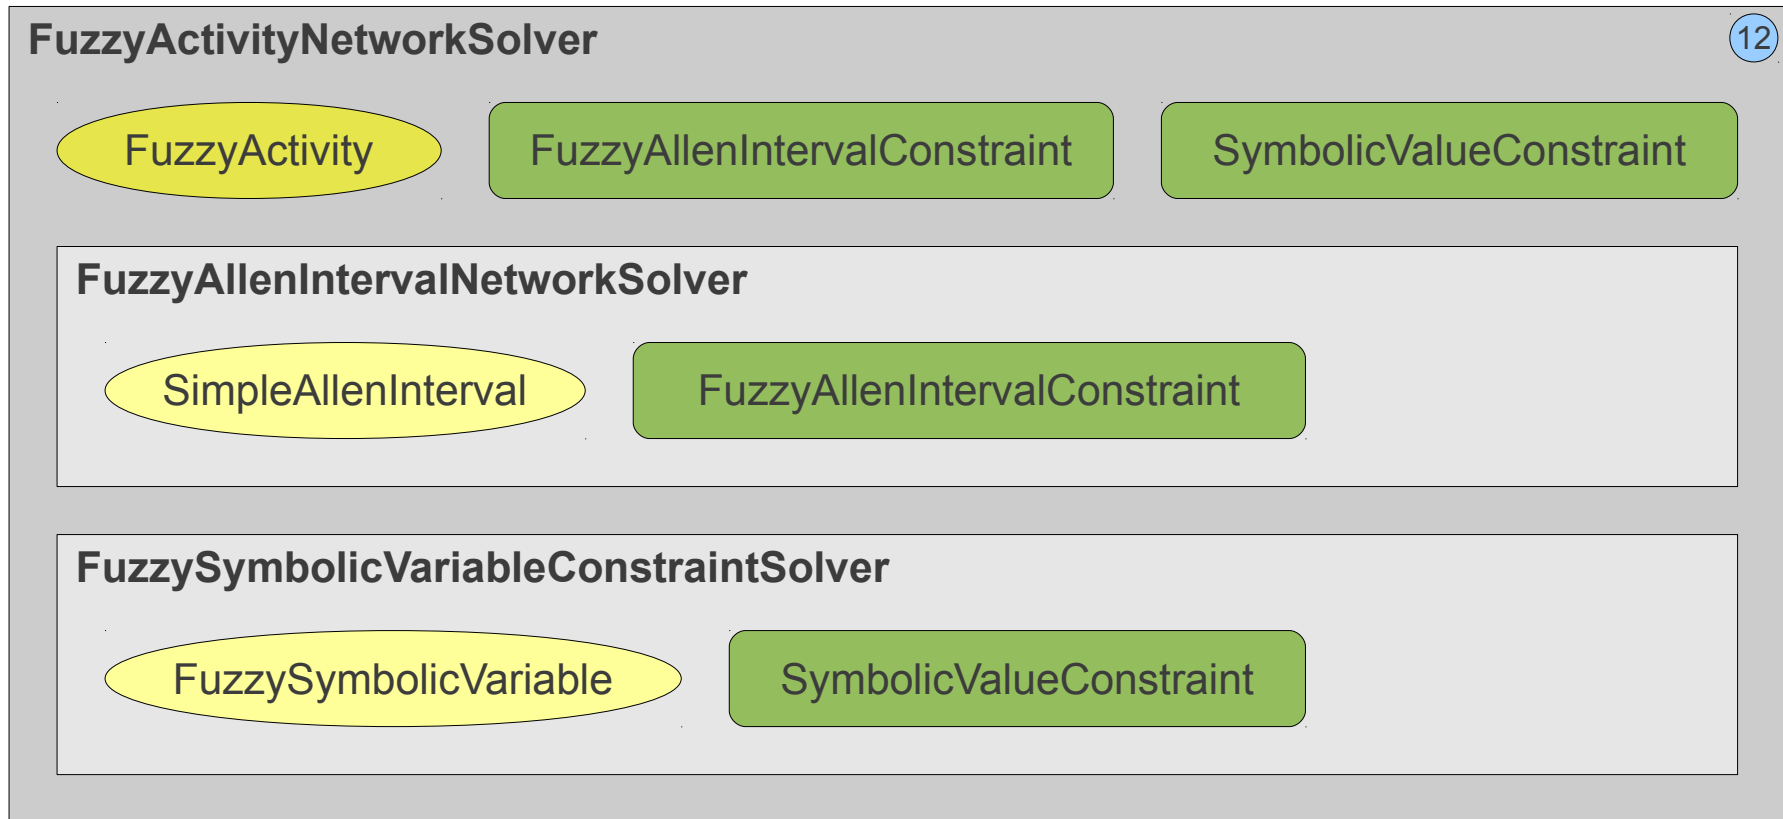 FuzzyActivityNetworkSolver 12
FuzzyActivity FuzzyAllenIntervalConstraint SymbolicValueConstraint
FuzzyAllenIntervalNetworkSolver
SimpleAllenInterval FuzzyAllenIntervalConstraint
FuzzySymbolicVariableConstraintSolver
FuzzySymbolicVariable SymbolicValueConstraint